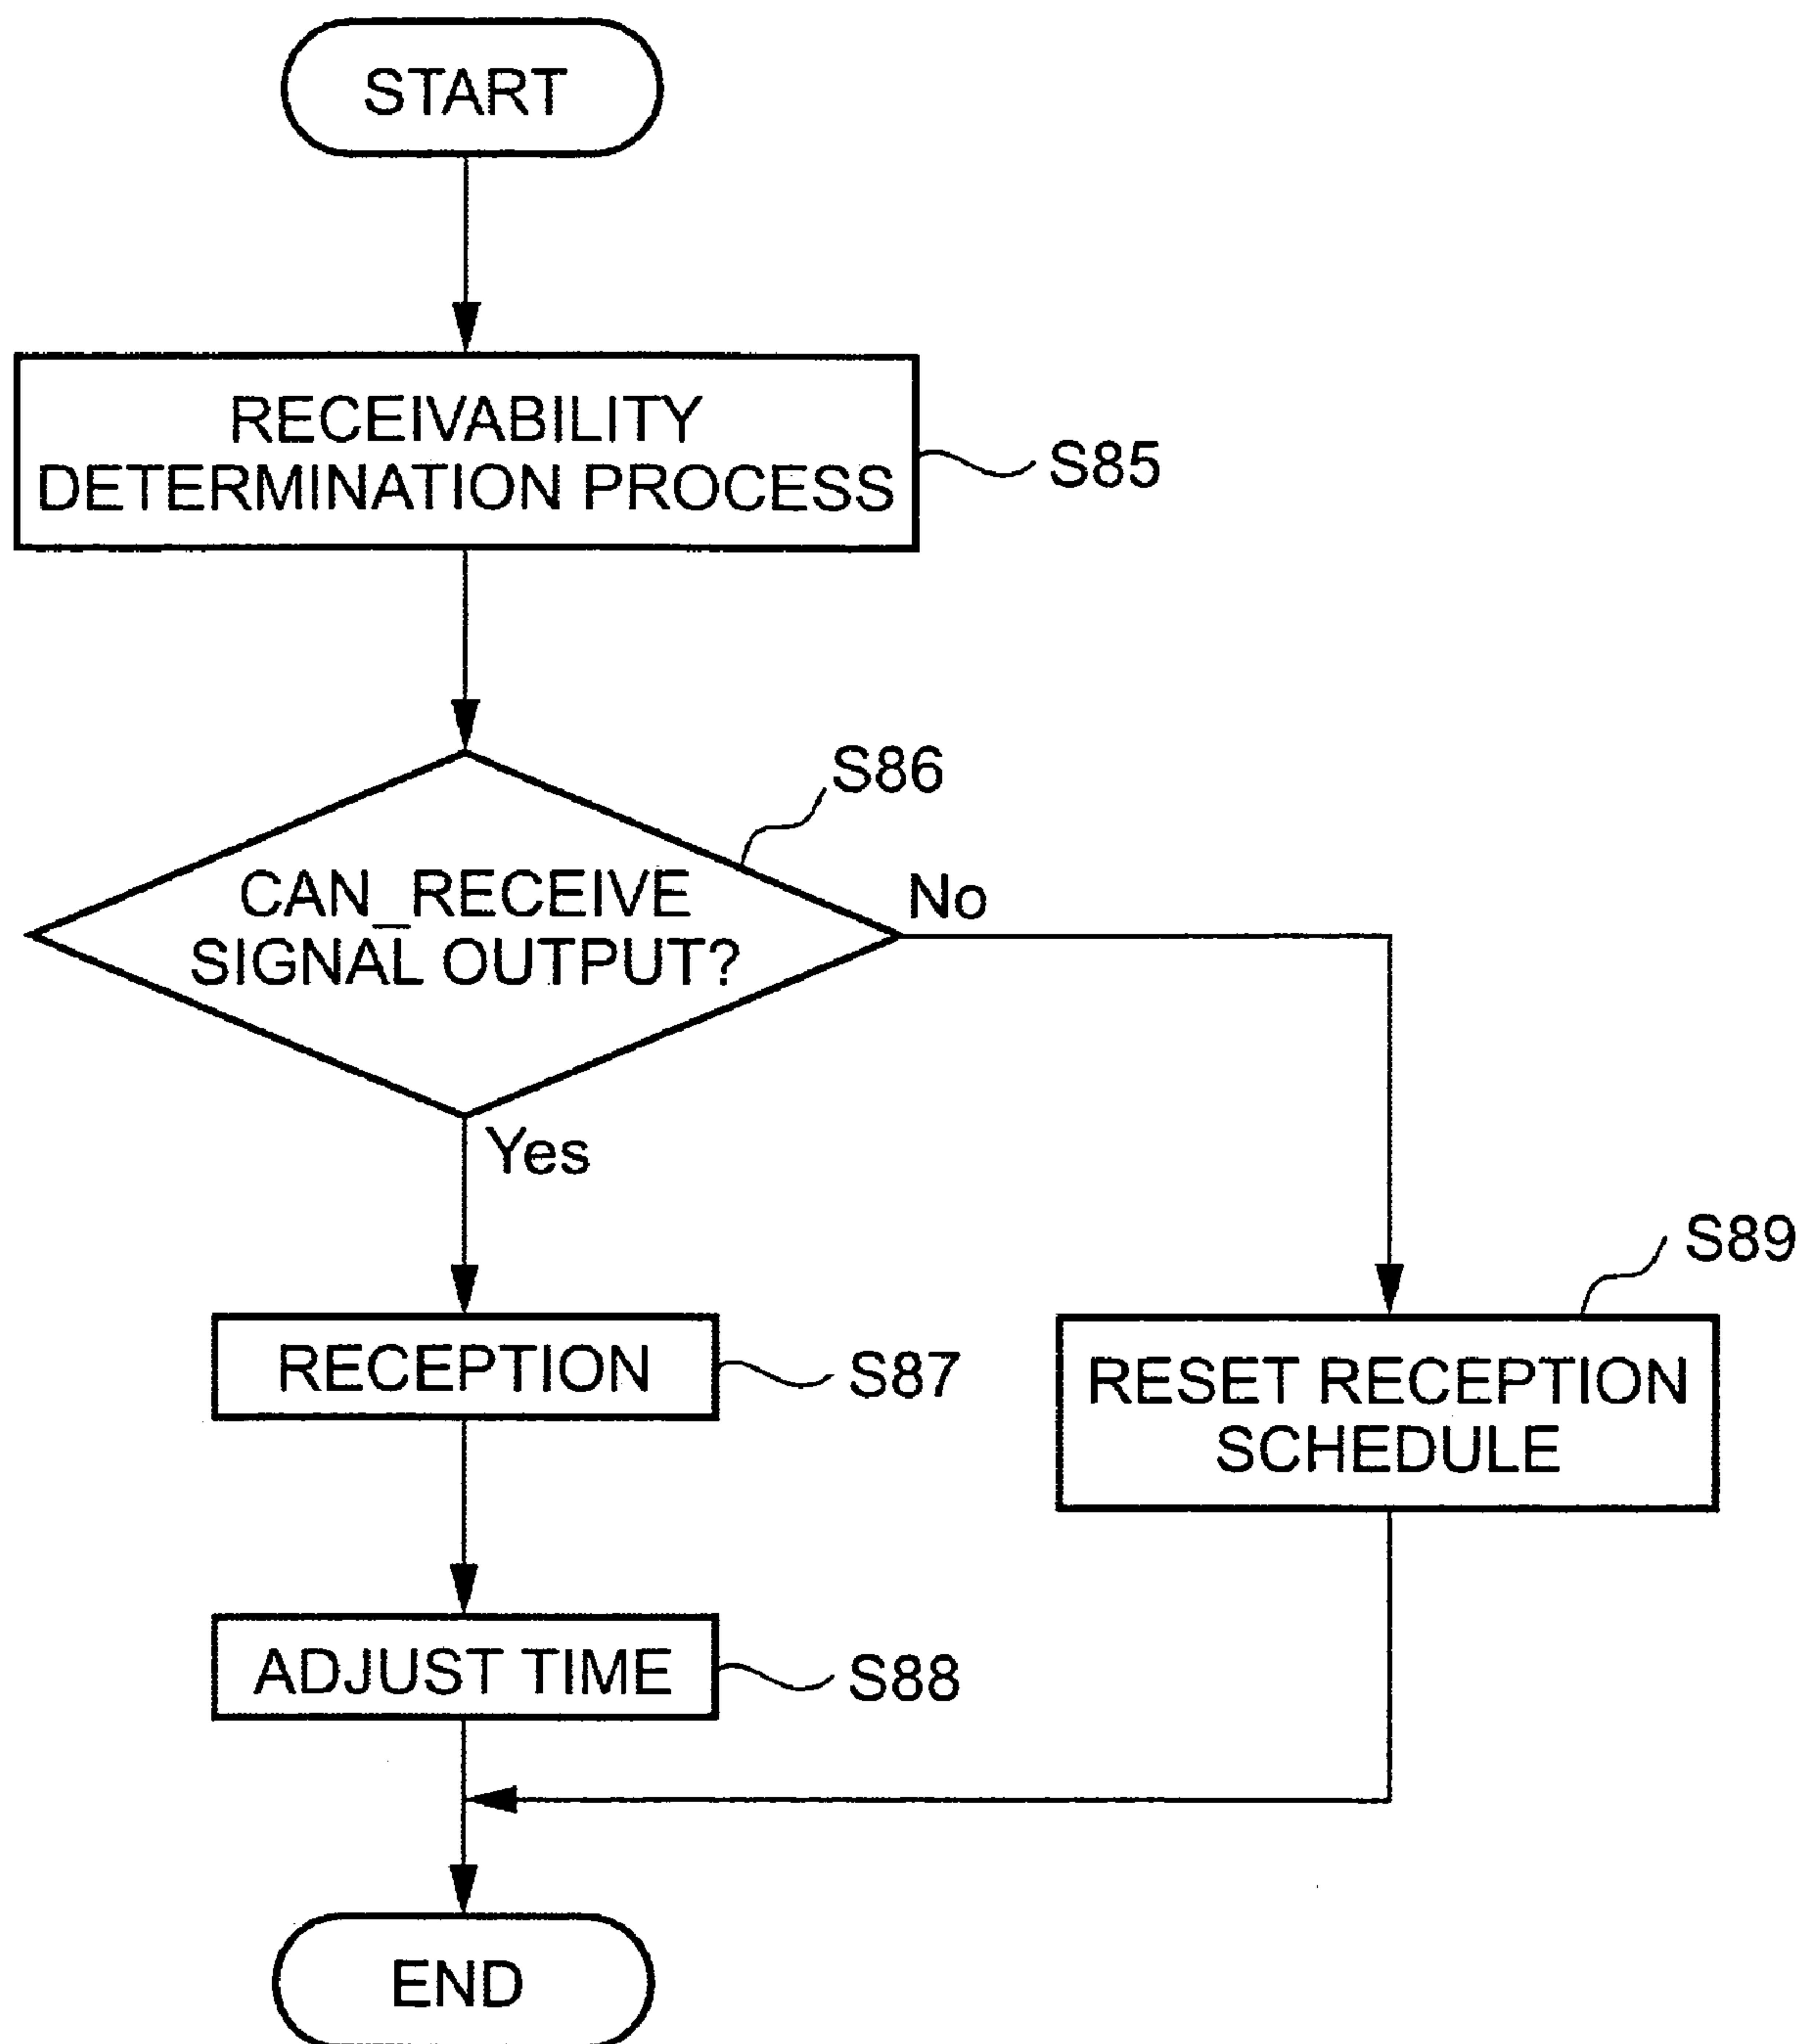 START
RECEIVABILITY
DETERMINATION PROCESS
S85
S86
CAN_RECEIVE
SIGNAL OUTPUT?
No
Yes
RECEPTION
S87
S89
RESET RECEPTION
SCHEDULE
ADJUST TIME
S88
END